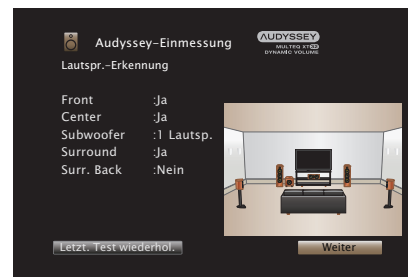 Audyssey-Einmessung
AUDYSSEY
MULTEQ XT32
DYNAMIC VOLUME
Lautspr.-Erkennung
Front :Ja
Center :Ja
Subwoofer :1 Lautsp.
Surround :Ja
Surr. Back :Nein
Letzt. Test wiederhol.
Weiter